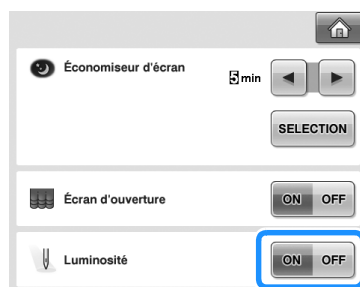 Économiseur d'écran
5 min
SELECTION
Écran d'ouverture
ON OFF
Luminosité
ON OFF